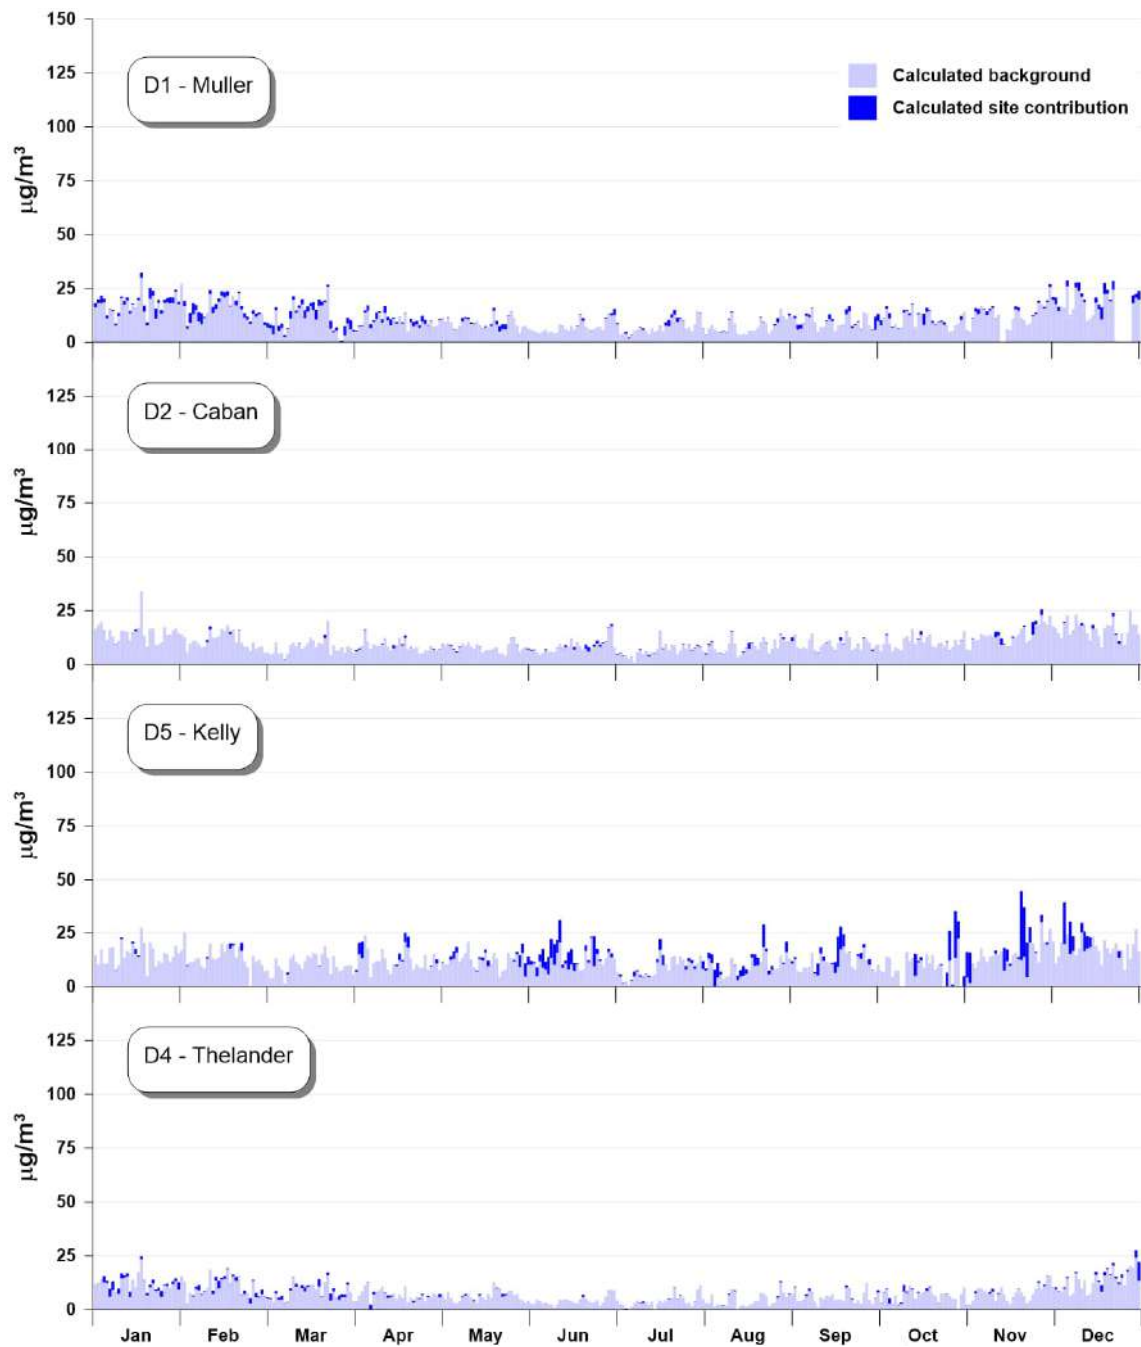 150
D1 - Muller
125
Calculated background
Calculated site contribution
100
µg/m³
75
50
25
0
125
D2 - Caban
100
µg/m³
75
50
25
0
125
D5 - Kelly
100
µg/m³
75
50
25
0
125
D4 - Thelander
100
µg/m³
75
50
25
0
Jan Feb Mar Apr May Jun Jul Aug Sep Oct Nov Dec